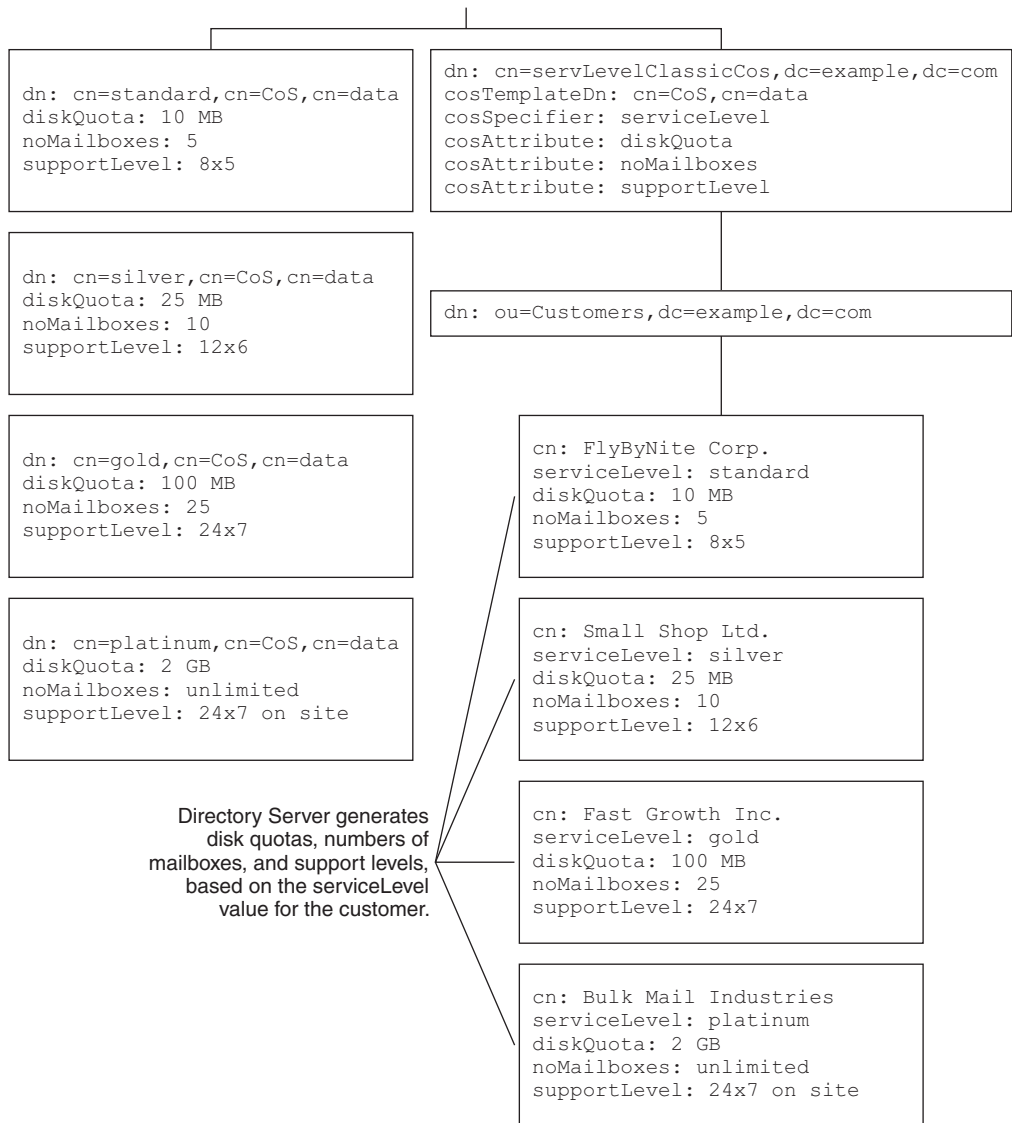 dn: cn=standard,cn=CoS,cn=data
diskQuota: 10 MB
noMailboxes: 5
supportLevel: 8x5
dn: cn=servLevelClassicCos,dc=example,dc=com
cosTemplateDn: cn=CoS,cn=data
cosSpecifier: serviceLevel
cosAttribute: diskQuota
cosAttribute: noMailboxes
cosAttribute: supportLevel
dn: cn=silver,cn=CoS,cn=data
diskQuota: 25 MB
noMailboxes: 10
supportLevel: 12x6
dn: ou=Customers,dc=example,dc=com
dn: cn=gold,cn=CoS,cn=data
diskQuota: 100 MB
noMailboxes: 25
supportLevel: 24x7
cn: FlyByNite Corp.
serviceLevel: standard
diskQuota: 10 MB
noMailboxes: 5
supportLevel: 8x5
dn: cn=platinum,cn=CoS,cn=data
diskQuota: 2 GB
noMailboxes: unlimited
supportLevel: 24x7 on site
cn: Small Shop Ltd.
serviceLevel: silver
diskQuota: 25 MB
noMailboxes: 10
supportLevel: 12x6
Directory Server generates
disk quotas, numbers of
mailboxes, and support levels,
based on the serviceLevel
value for the customer.
cn: Fast Growth Inc.
serviceLevel: gold
diskQuota: 100 MB
noMailboxes: 25
supportLevel: 24x7
cn: Bulk Mail Industries
serviceLevel: platinum
diskQuota: 2 GB
noMailboxes: unlimited
supportLevel: 24x7 on site